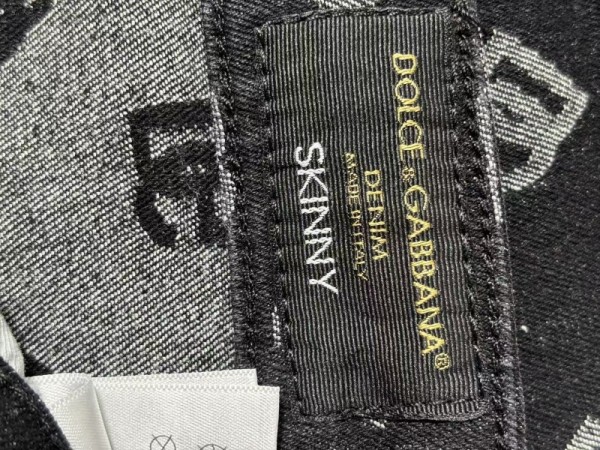 DOLCE & GABBANA®
DENIM
MADE IN ITALY
SKINNY